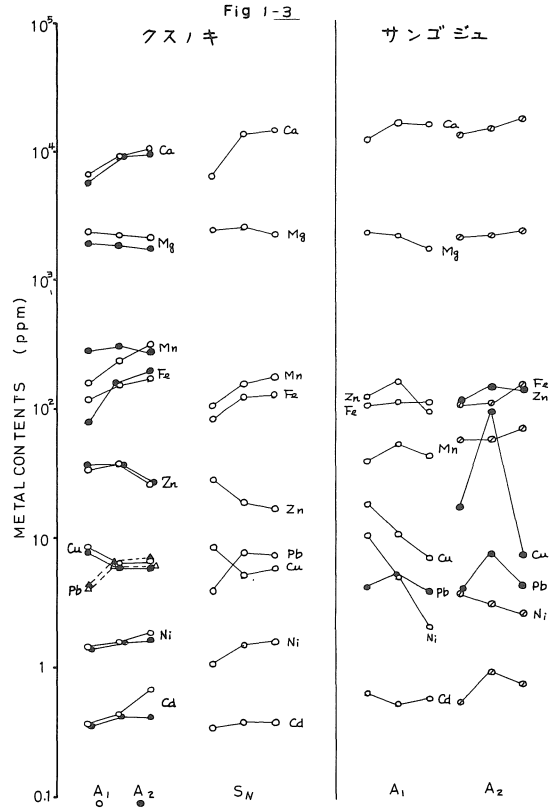 Fig 1-3
クスノキ サンゴジュ
10⁵
10⁴
10³
10²
10
1
0.1
METAL CONTENTS (ppm)
Ca
Mg
Mn
Fe
Zn
Cu
Pb
Ni
Cd
A₁ A₂
Ca
Mg
Mn
Fe
Zn
Pb
Cu
Ni
Cd
S_N
Ca
Mg
Zn
Fe
Mn
Cu
Pb
Ni
Cd
A₁
Fe
Zn
Cu
A₂